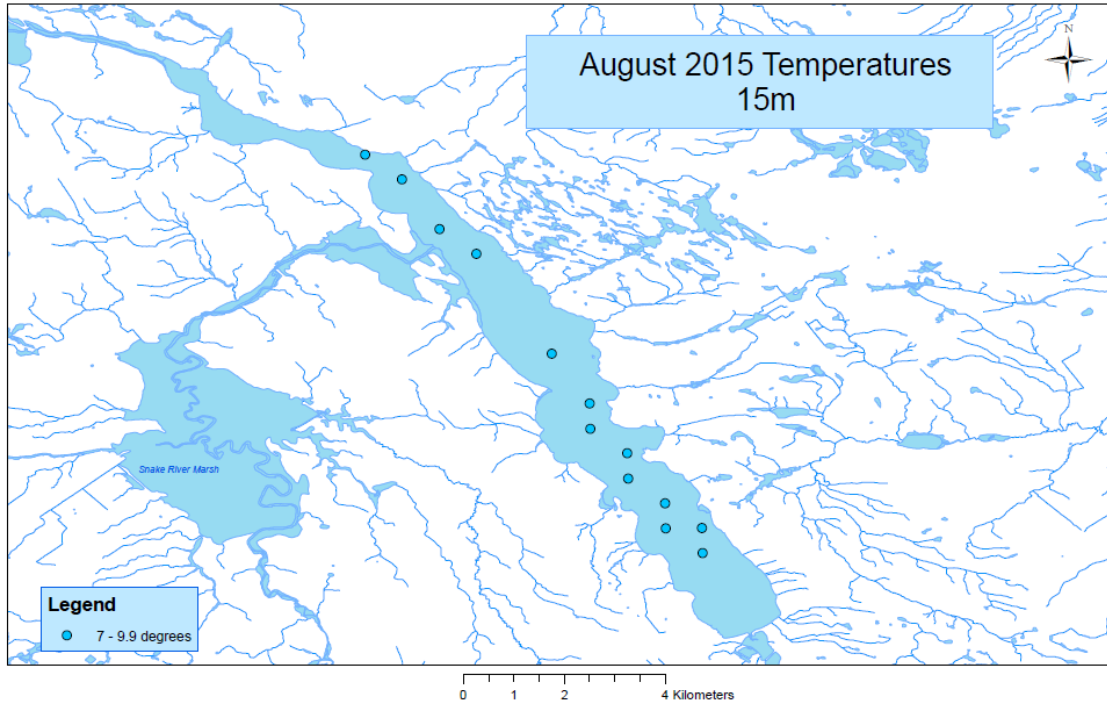 August 2015 Temperatures
15m
N
Snake River Marsh
Legend
7 - 9.9 degrees
0 1 2 4 Kilometers